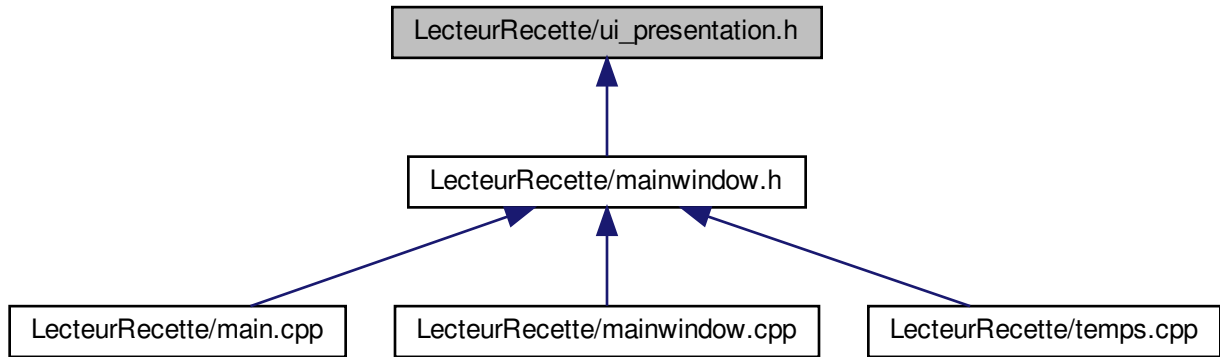 LecteurRecette/ui_presentation.h
LecteurRecette/mainwindow.h
LecteurRecette/main.cpp
LecteurRecette/mainwindow.cpp
LecteurRecette/temps.cpp